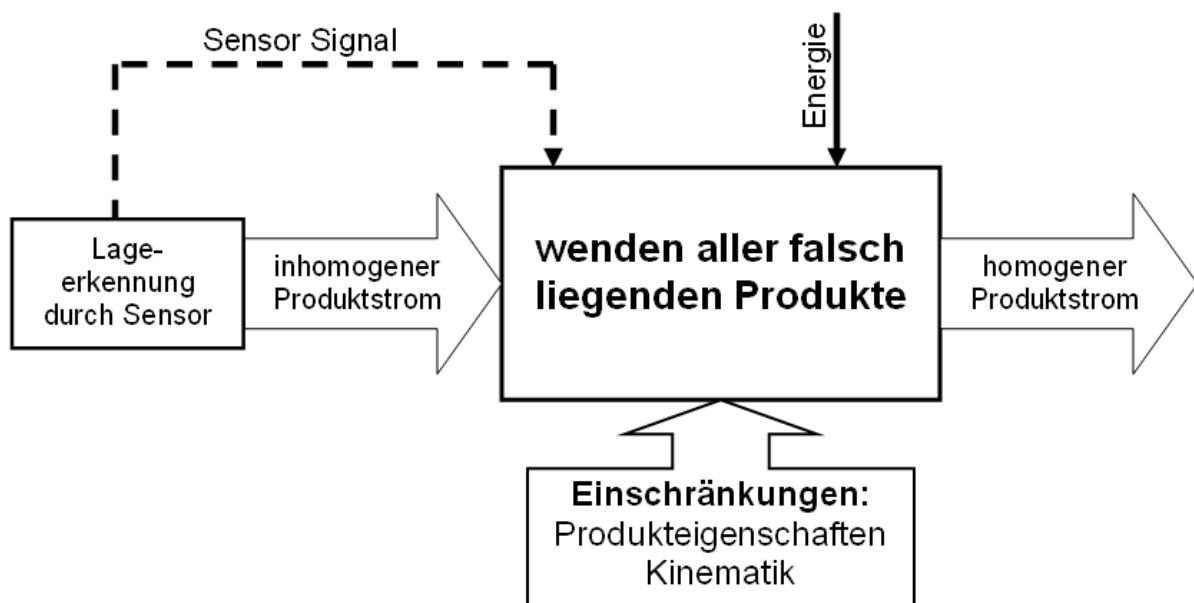 Sensor Signal
Energie
Lage-
erkennung
durch Sensor
inhomogener
Produktstrom
wenden aller falsch
liegenden Produkte
homogener
Produktstrom
Einschränkungen:
Produkteigenschaften
Kinematik